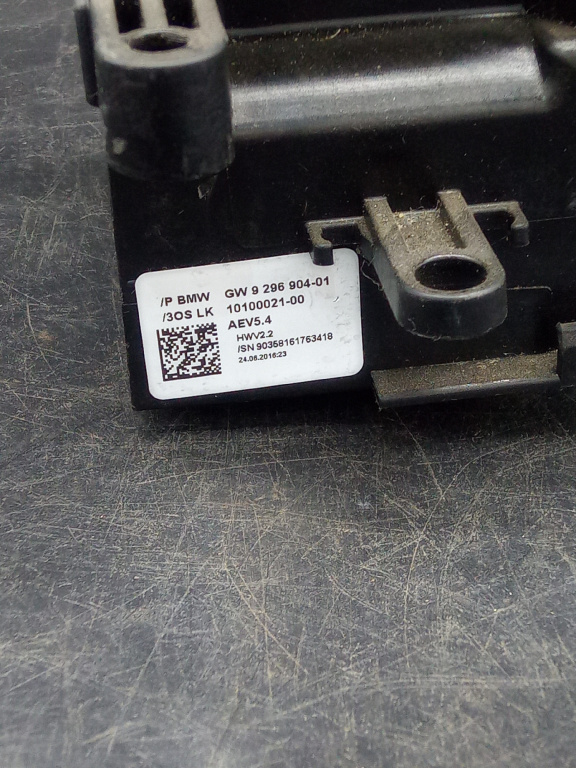 /P BMW GW 9 296 904-01
/3OS LK 10100021-00
AEV5.4
HWV2.2
/SN 90358161763418
24.06.2016:23